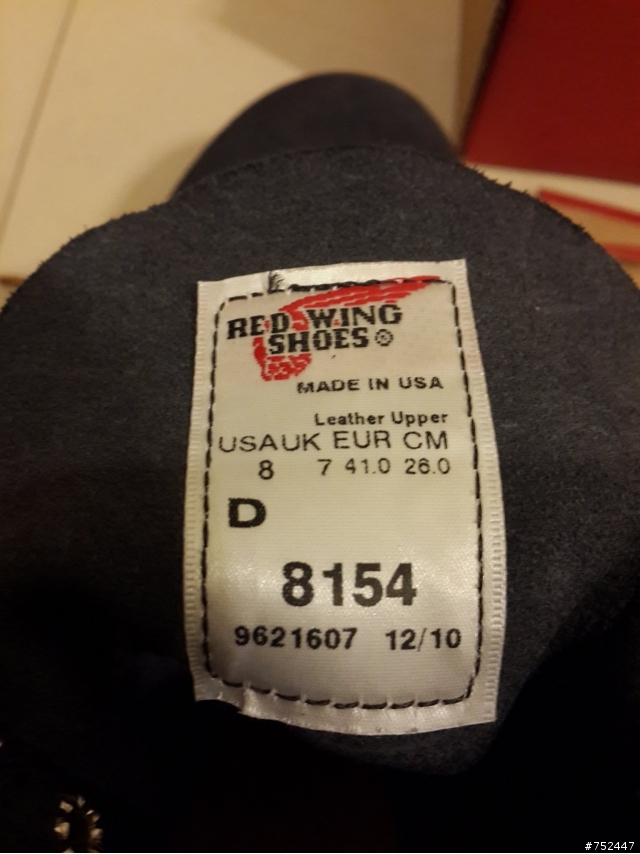 RED WING
SHOES
MADE IN USA
Leather Upper
USA UK EUR CM
8 7 41.0 26.0
D
8154
9621607 12/10
#752447